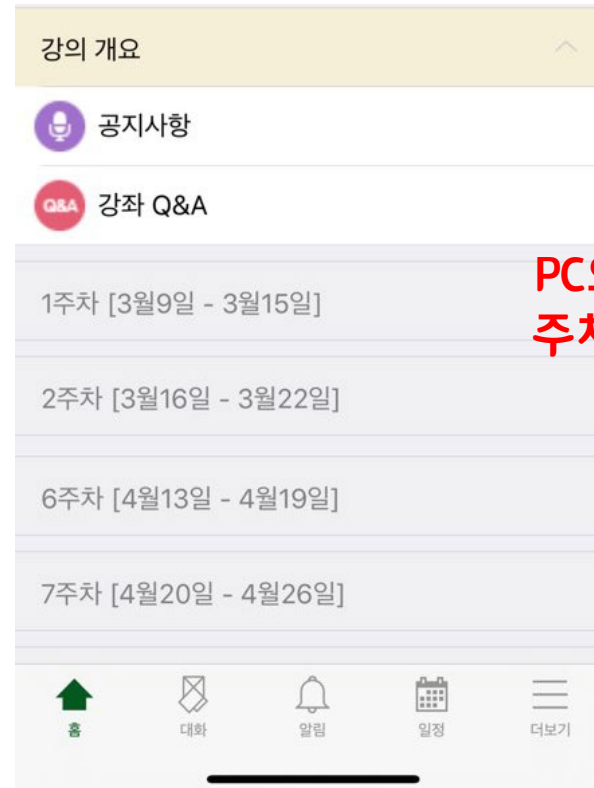 강의 개요
공지사항
Q&A 강좌 Q&A
PC
1주차 [3월9일 - 3월15일]
2주차 [3월16일 - 3월22일]
6주차 [4월13일 - 4월19일]
7주차 [4월20일 - 4월26일]
홈 대화 알림 일정 더보기